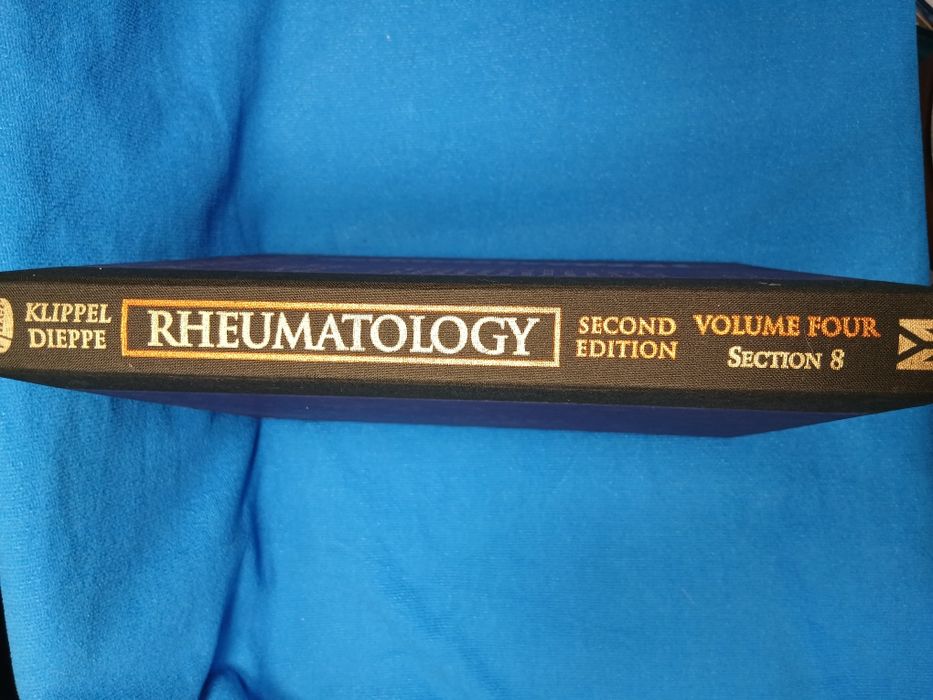 KLIPPEL
DIEPPE
RHEUMATOLOGY
SECOND
EDITION
VOLUME FOUR
SECTION 8